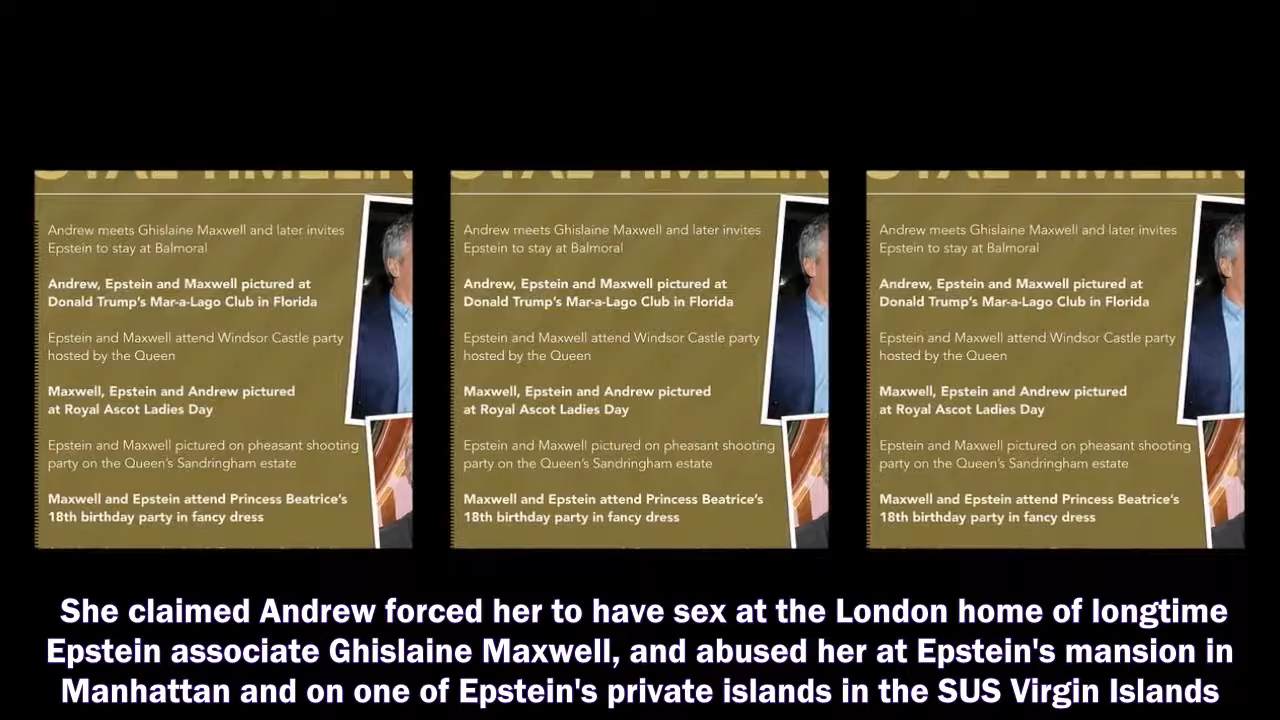 Andrew meets Ghislaine Maxwell and later invites
Epstein to stay at Balmoral
Andrew, Epstein and Maxwell pictured at
Donald Trump's Mar-a-Lago Club in Florida
Epstein and Maxwell attend Windsor Castle party
hosted by the Queen
Maxwell, Epstein and Andrew pictured
at Royal Ascot Ladies Day
Epstein and Maxwell pictured on pheasant shooting
party on the Queen's Sandringham estate
Maxwell and Epstein attend Princess Beatrice's
18th birthday party in fancy dress
Andrew meets Ghislaine Maxwell and later invites
Epstein to stay at Balmoral
Andrew, Epstein and Maxwell pictured at
Donald Trump's Mar-a-Lago Club in Florida
Epstein and Maxwell attend Windsor Castle party
hosted by the Queen
Maxwell, Epstein and Andrew pictured
at Royal Ascot Ladies Day
Epstein and Maxwell pictured on pheasant shooting
party on the Queen's Sandringham estate
Maxwell and Epstein attend Princess Beatrice's
18th birthday party in fancy dress
Andrew meets Ghislaine Maxwell and later invites
Epstein to stay at Balmoral
Andrew, Epstein and Maxwell pictured at
Donald Trump's Mar-a-Lago Club in Florida
Epstein and Maxwell attend Windsor Castle party
hosted by the Queen
Maxwell, Epstein and Andrew pictured
at Royal Ascot Ladies Day
Epstein and Maxwell pictured on pheasant shooting
party on the Queen's Sandringham estate
Maxwell and Epstein attend Princess Beatrice's
18th birthday party in fancy dress
She claimed Andrew forced her to have sex at the London home of longtime
Epstein associate Ghislaine Maxwell, and abused her at Epstein's mansion in
Manhattan and on one of Epstein's private islands in the SUS Virgin Islands